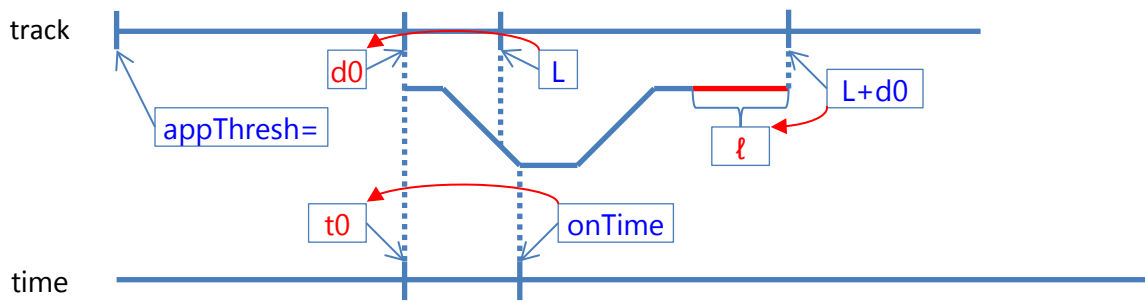 track
d0
L
L+d0
appThresh=
ℓ
t0
onTime
time